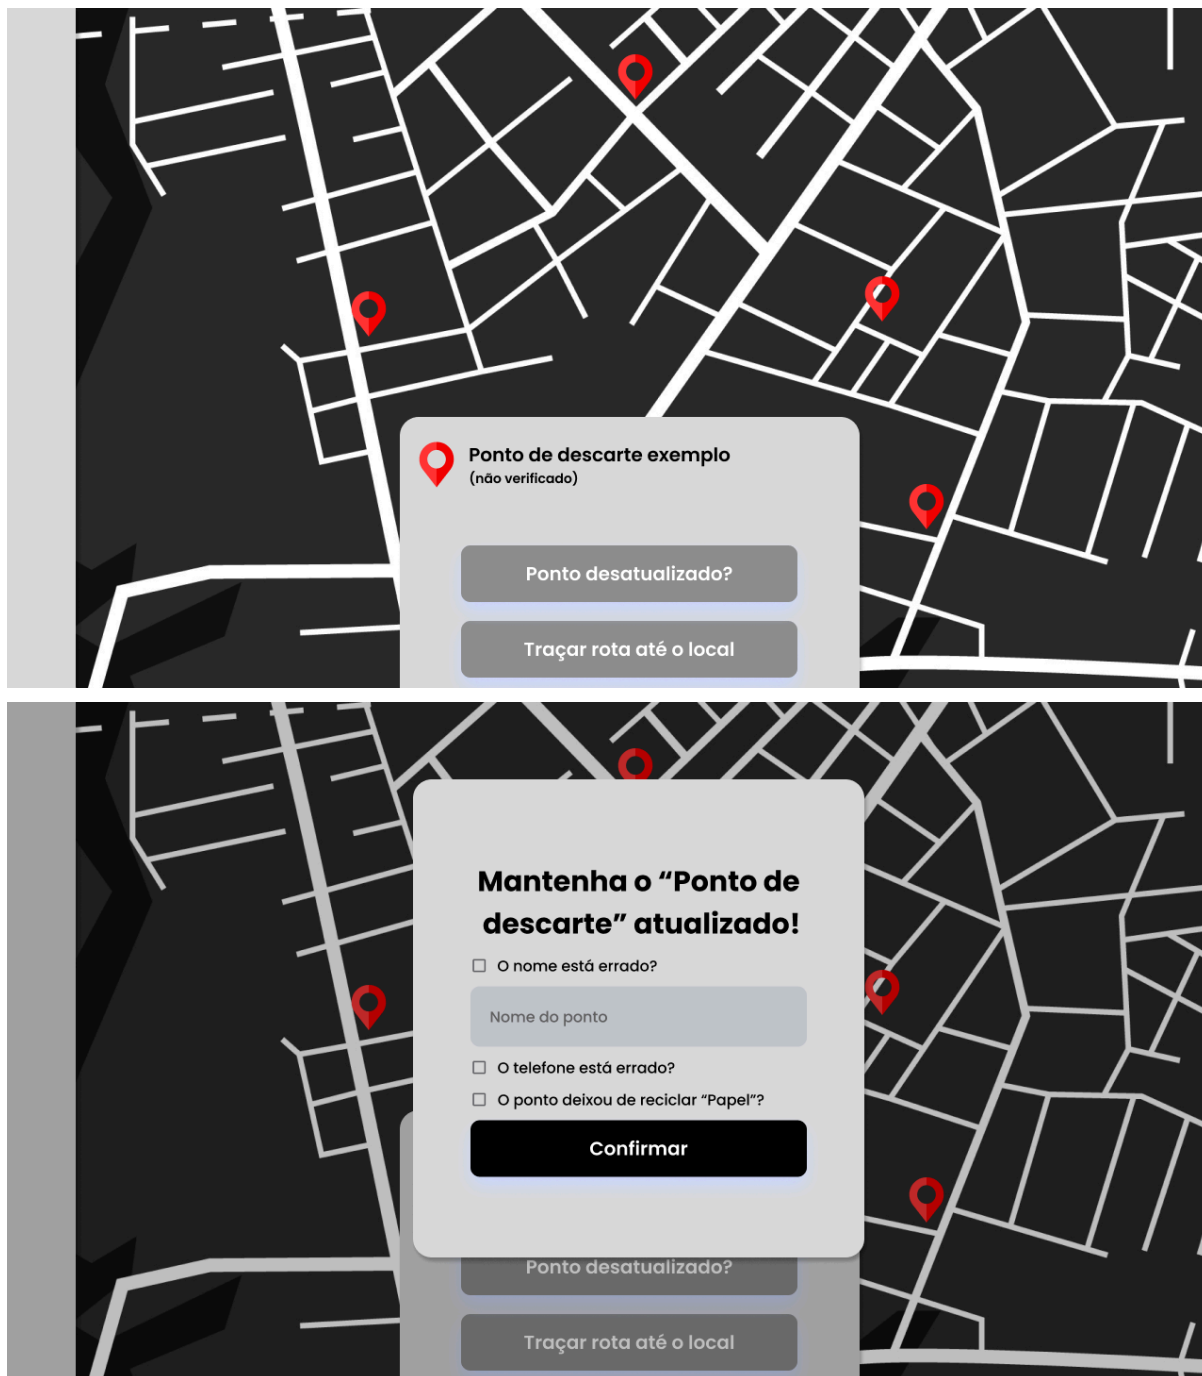 Ponto de descarte exemplo
(não verificado)
Ponto desatualizado?
Traçar rota até o local
Mantenha o “Ponto de
descarte” atualizado!
O nome está errado?
Nome do ponto
O telefone está errado?
O ponto deixou de reciclar “Papel”?
Confirmar
Ponto desatualizado?
Traçar rota até o local